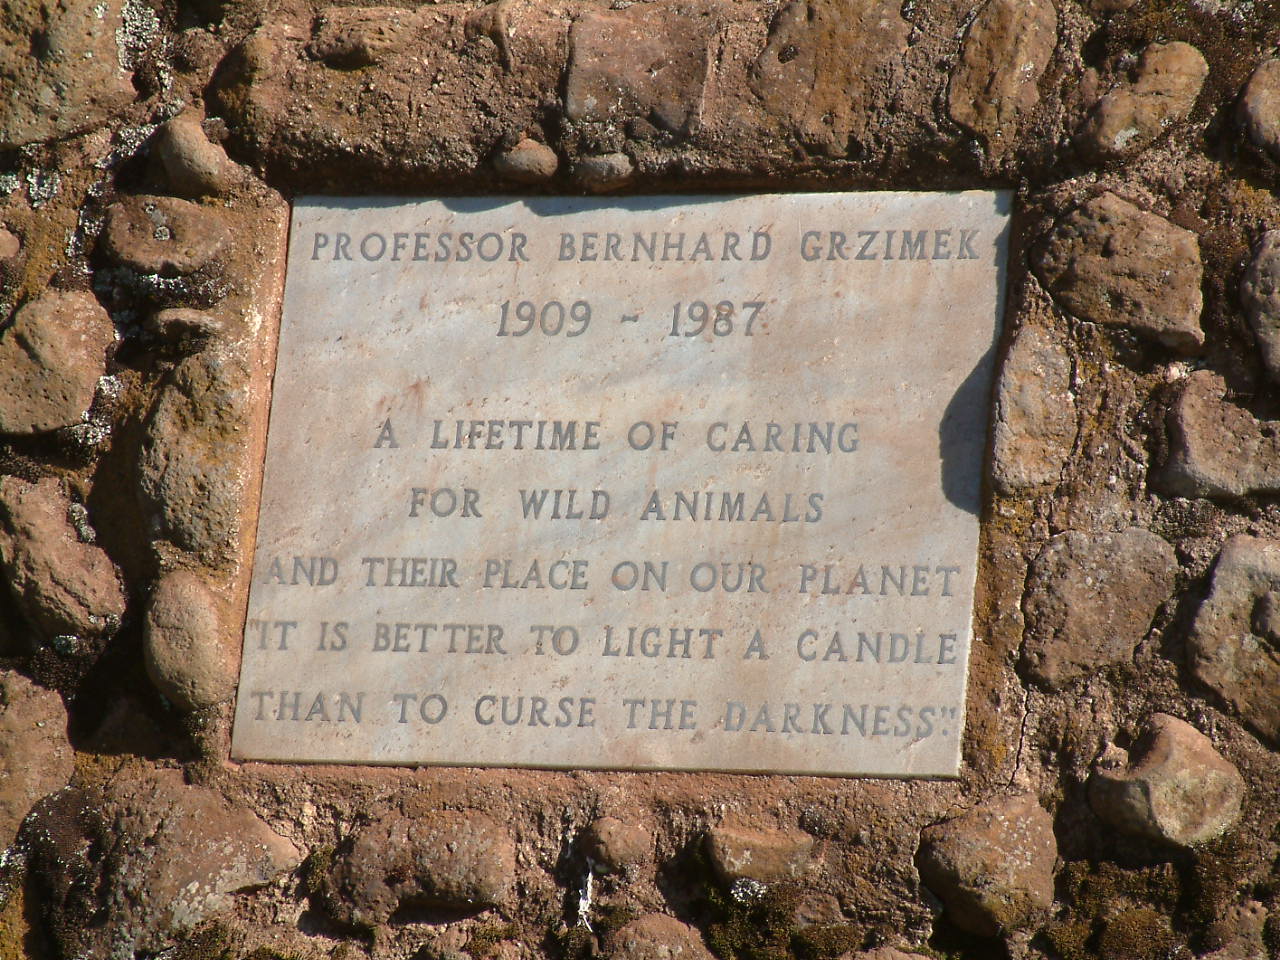 PROFESSOR BERNHARD GRZIMEK
1909 - 1987
A LIFETIME OF CARING
FOR WILD ANIMALS
AND THEIR PLACE ON OUR PLANET
"IT IS BETTER TO LIGHT A CANDLE
THAN TO CURSE THE DARKNESS."